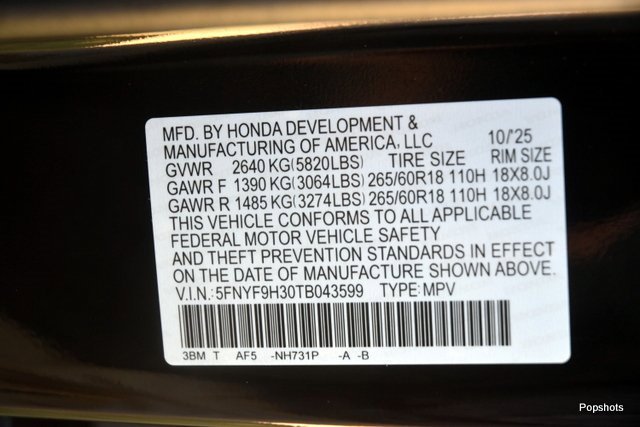 MFD. BY HONDA DEVELOPMENT &
MANUFACTURING OF AMERICA, LLC 10/'25
GVWR 2640 KG(5820LBS) TIRE SIZE RIM SIZE
GAWR F 1390 KG(3064LBS) 265/60R18 110H 18X8.0J
GAWR R 1485 KG(3274LBS) 265/60R18 110H 18X8.0J
THIS VEHICLE CONFORMS TO ALL APPLICABLE
FEDERAL MOTOR VEHICLE SAFETY
AND THEFT PREVENTION STANDARDS IN EFFECT
ON THE DATE OF MANUFACTURE SHOWN ABOVE.
V.I.N.:5FNYF9H30TB043599 TYPE:MPV
3BM T AF5 -NH731P -A -B
Popshots